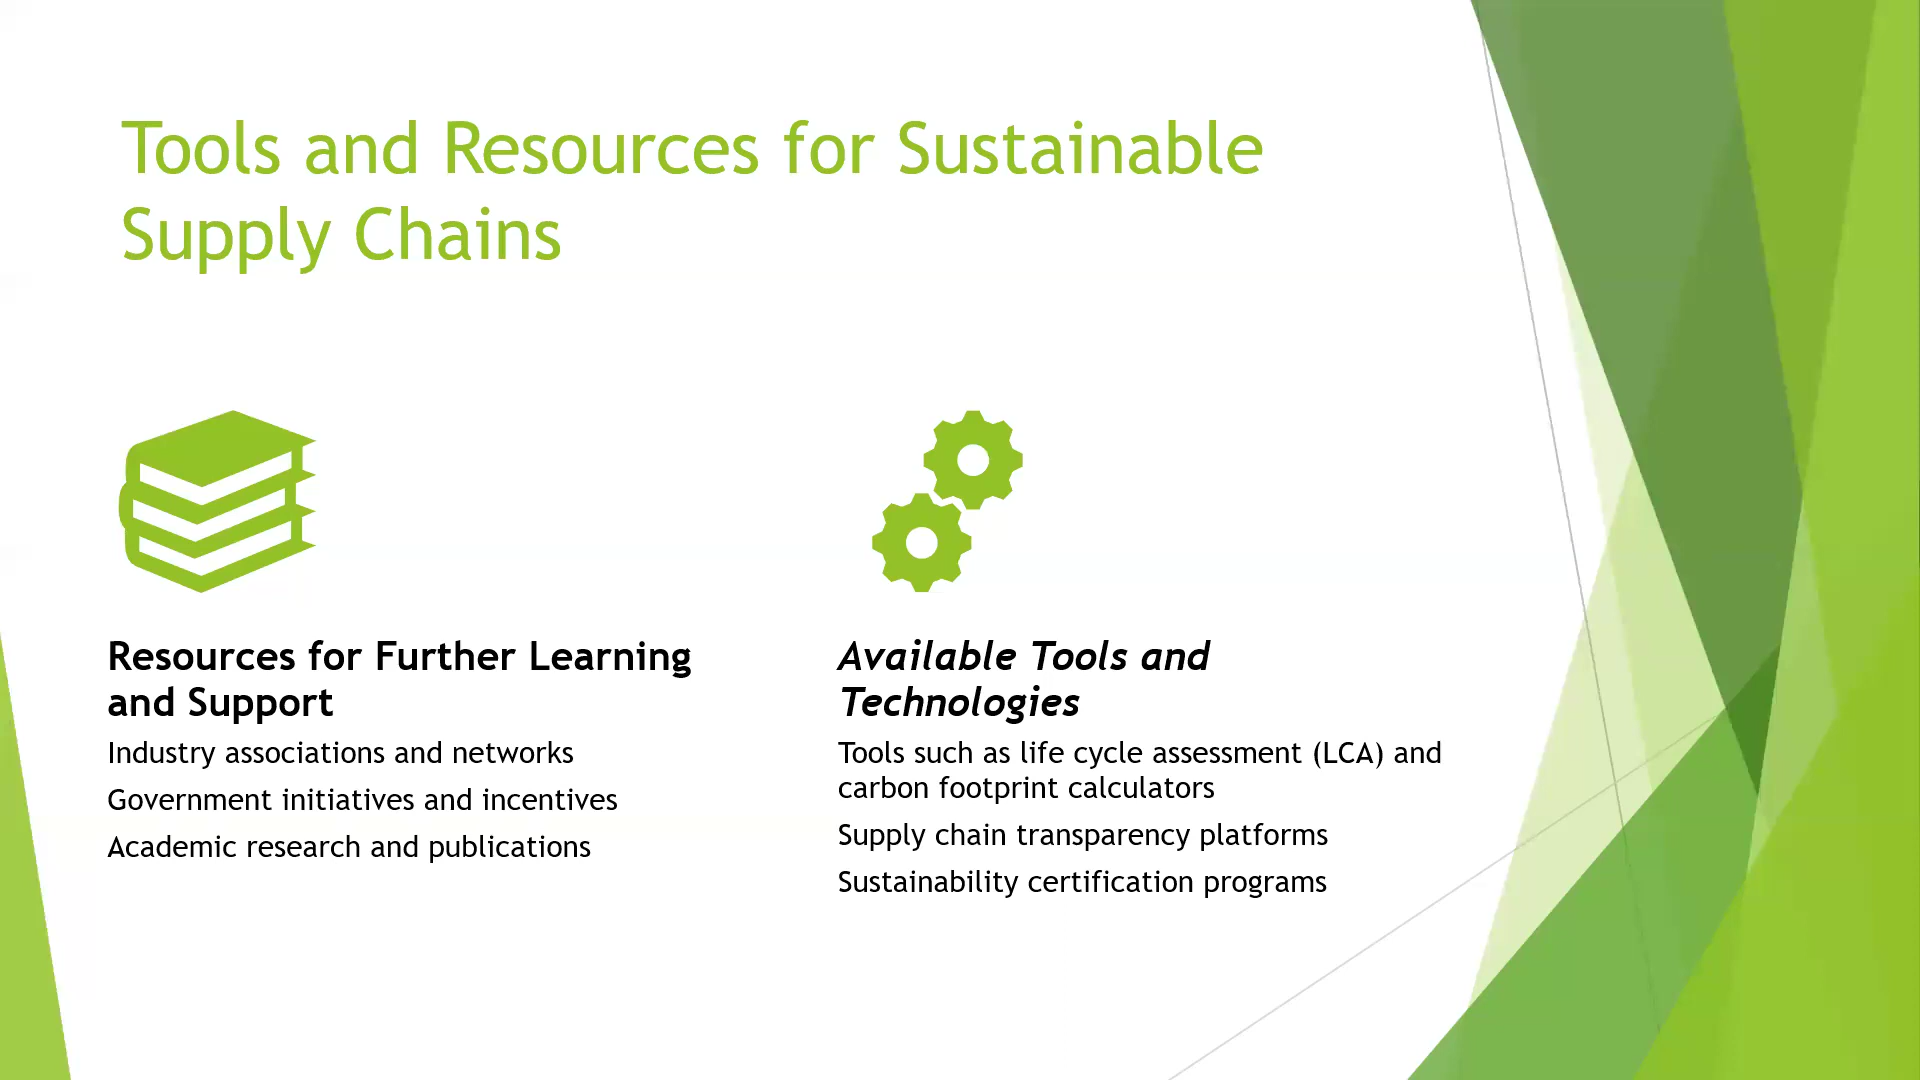 Tools and Resources for Sustainable
Supply Chains
Resources for Further Learning
and Support
Industry associations and networks
Government initiatives and incentives
Academic research and publications
Available Tools and
Technologies
Tools such as life cycle assessment (LCA) and
carbon footprint calculators
Supply chain transparency platforms
Sustainability certification programs